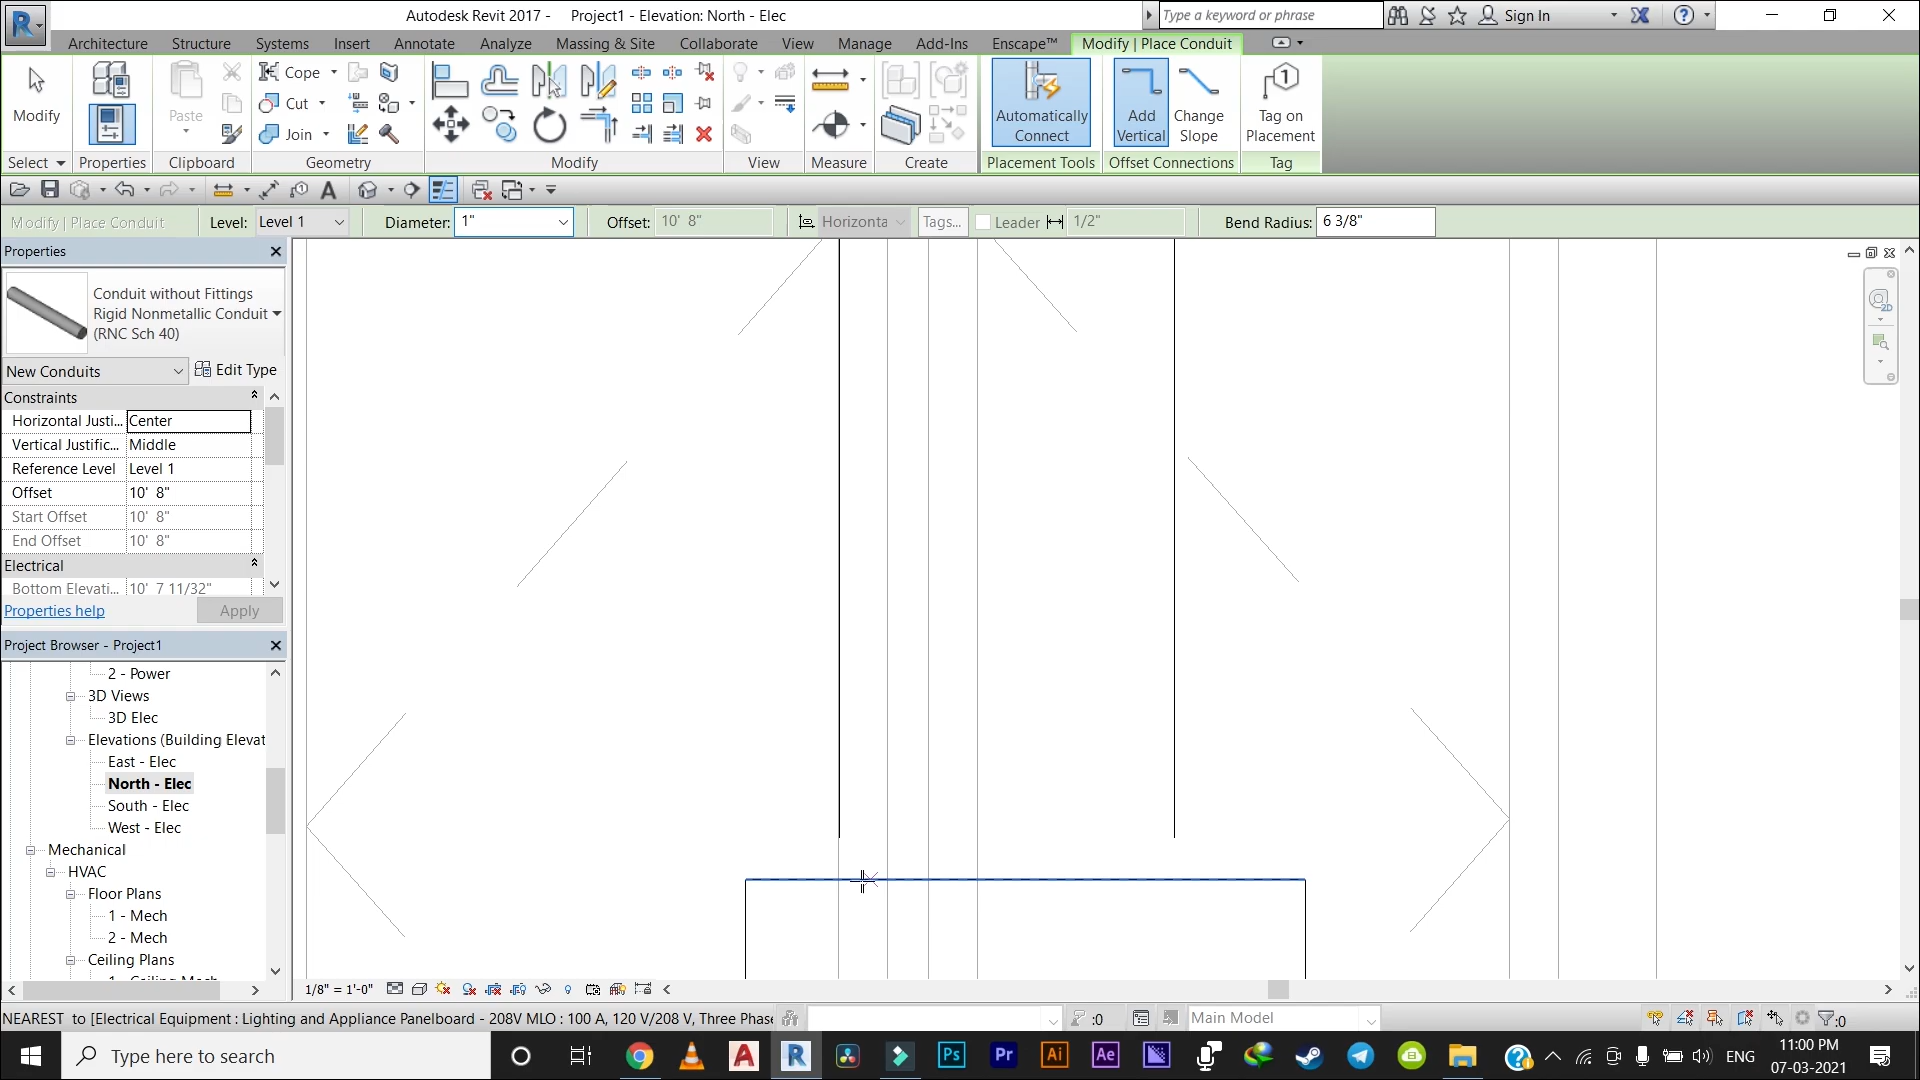 Autodesk Revit 2017 - Project1 - Elevation: North - Elec
Type a keyword or phrase
Sign In
Architecture Structure Systems Insert Annotate Analyze Massing & Site Collaborate View Manage Add-Ins Enscape™ Modify | Place Conduit
Modify
Paste
Cope
Cut
Join
Automatically
Connect
Add
Vertical
Change
Slope
Tag on
Placement
Select Properties Clipboard Geometry Modify View Measure Create Placement Tools Offset Connections Tag
Modify | Place Conduit Level: Level 1 Diameter: 1" Offset: 10' 8" Horizonta Tags... Leader 1/2" Bend Radius: 6 3/8"
Properties
Conduit without Fittings
Rigid Nonmetallic Conduit
(RNC Sch 40)
New Conduits Edit Type
Constraints
Horizontal Justi... Center
Vertical Justific... Middle
Reference Level Level 1
Offset 10' 8"
Start Offset 10' 8"
End Offset 10' 8"
Electrical
Bottom Elevati... 10' 7 11/32"
Properties help Apply
Project Browser - Project1
2 - Power
3D Views
3D Elec
Elevations (Building Elevat
East - Elec
North - Elec
South - Elec
West - Elec
Mechanical
HVAC
Floor Plans
1 - Mech
2 - Mech
Ceiling Plans
2D
1/8" = 1'-0"
NEAREST to [Electrical Equipment : Lighting and Appliance Panelboard - 208V MLO : 100 A, 120 V/208 V, Three Phase
:0 Main Model :0
Type here to search
Ps Pr Ai Ae
ENG
11:00 PM
07-03-2021